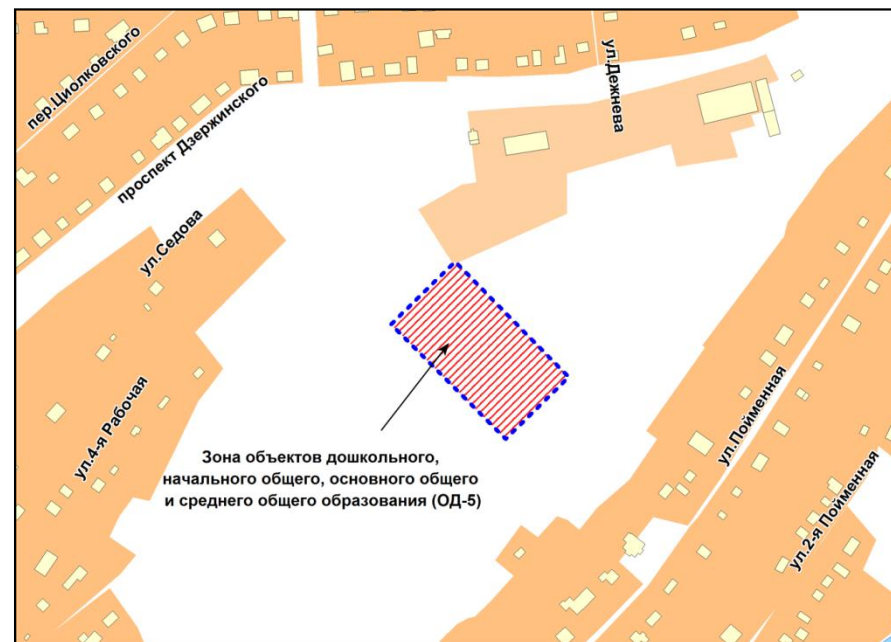 пер.Циолковского
проспект Дзержинского
ул.Дежнева
ул.Седова
ул.4-я Рабочая
ул.Пойменная
ул.2-я Пойменная
Зона объектов дошкольного,
начального общего, основного общего
и среднего общего образования (ОД-5)